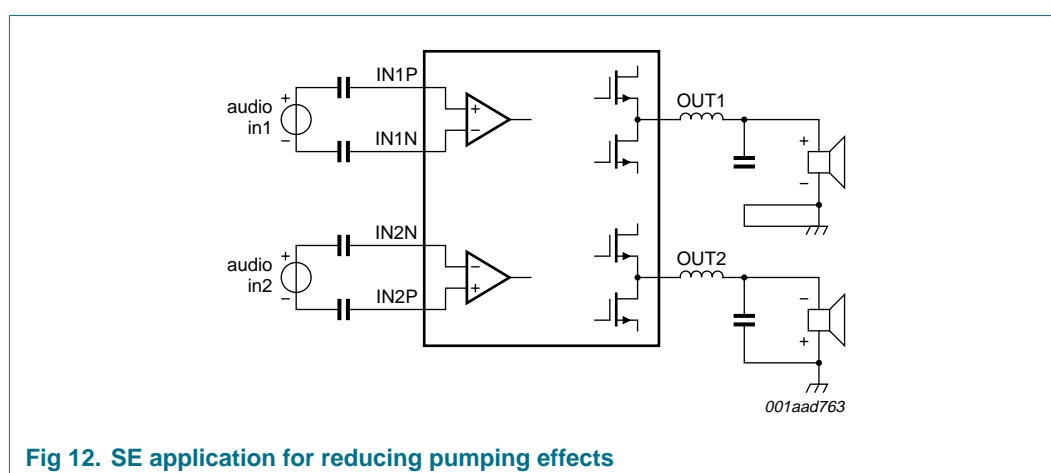 IN1P
audio
in1
+
−
IN1N
+
−
OUT1
+
−
IN2N
audio
in2
+
−
IN2P
−
+
OUT2
−
+
001aad763
Fig 12. SE application for reducing pumping effects